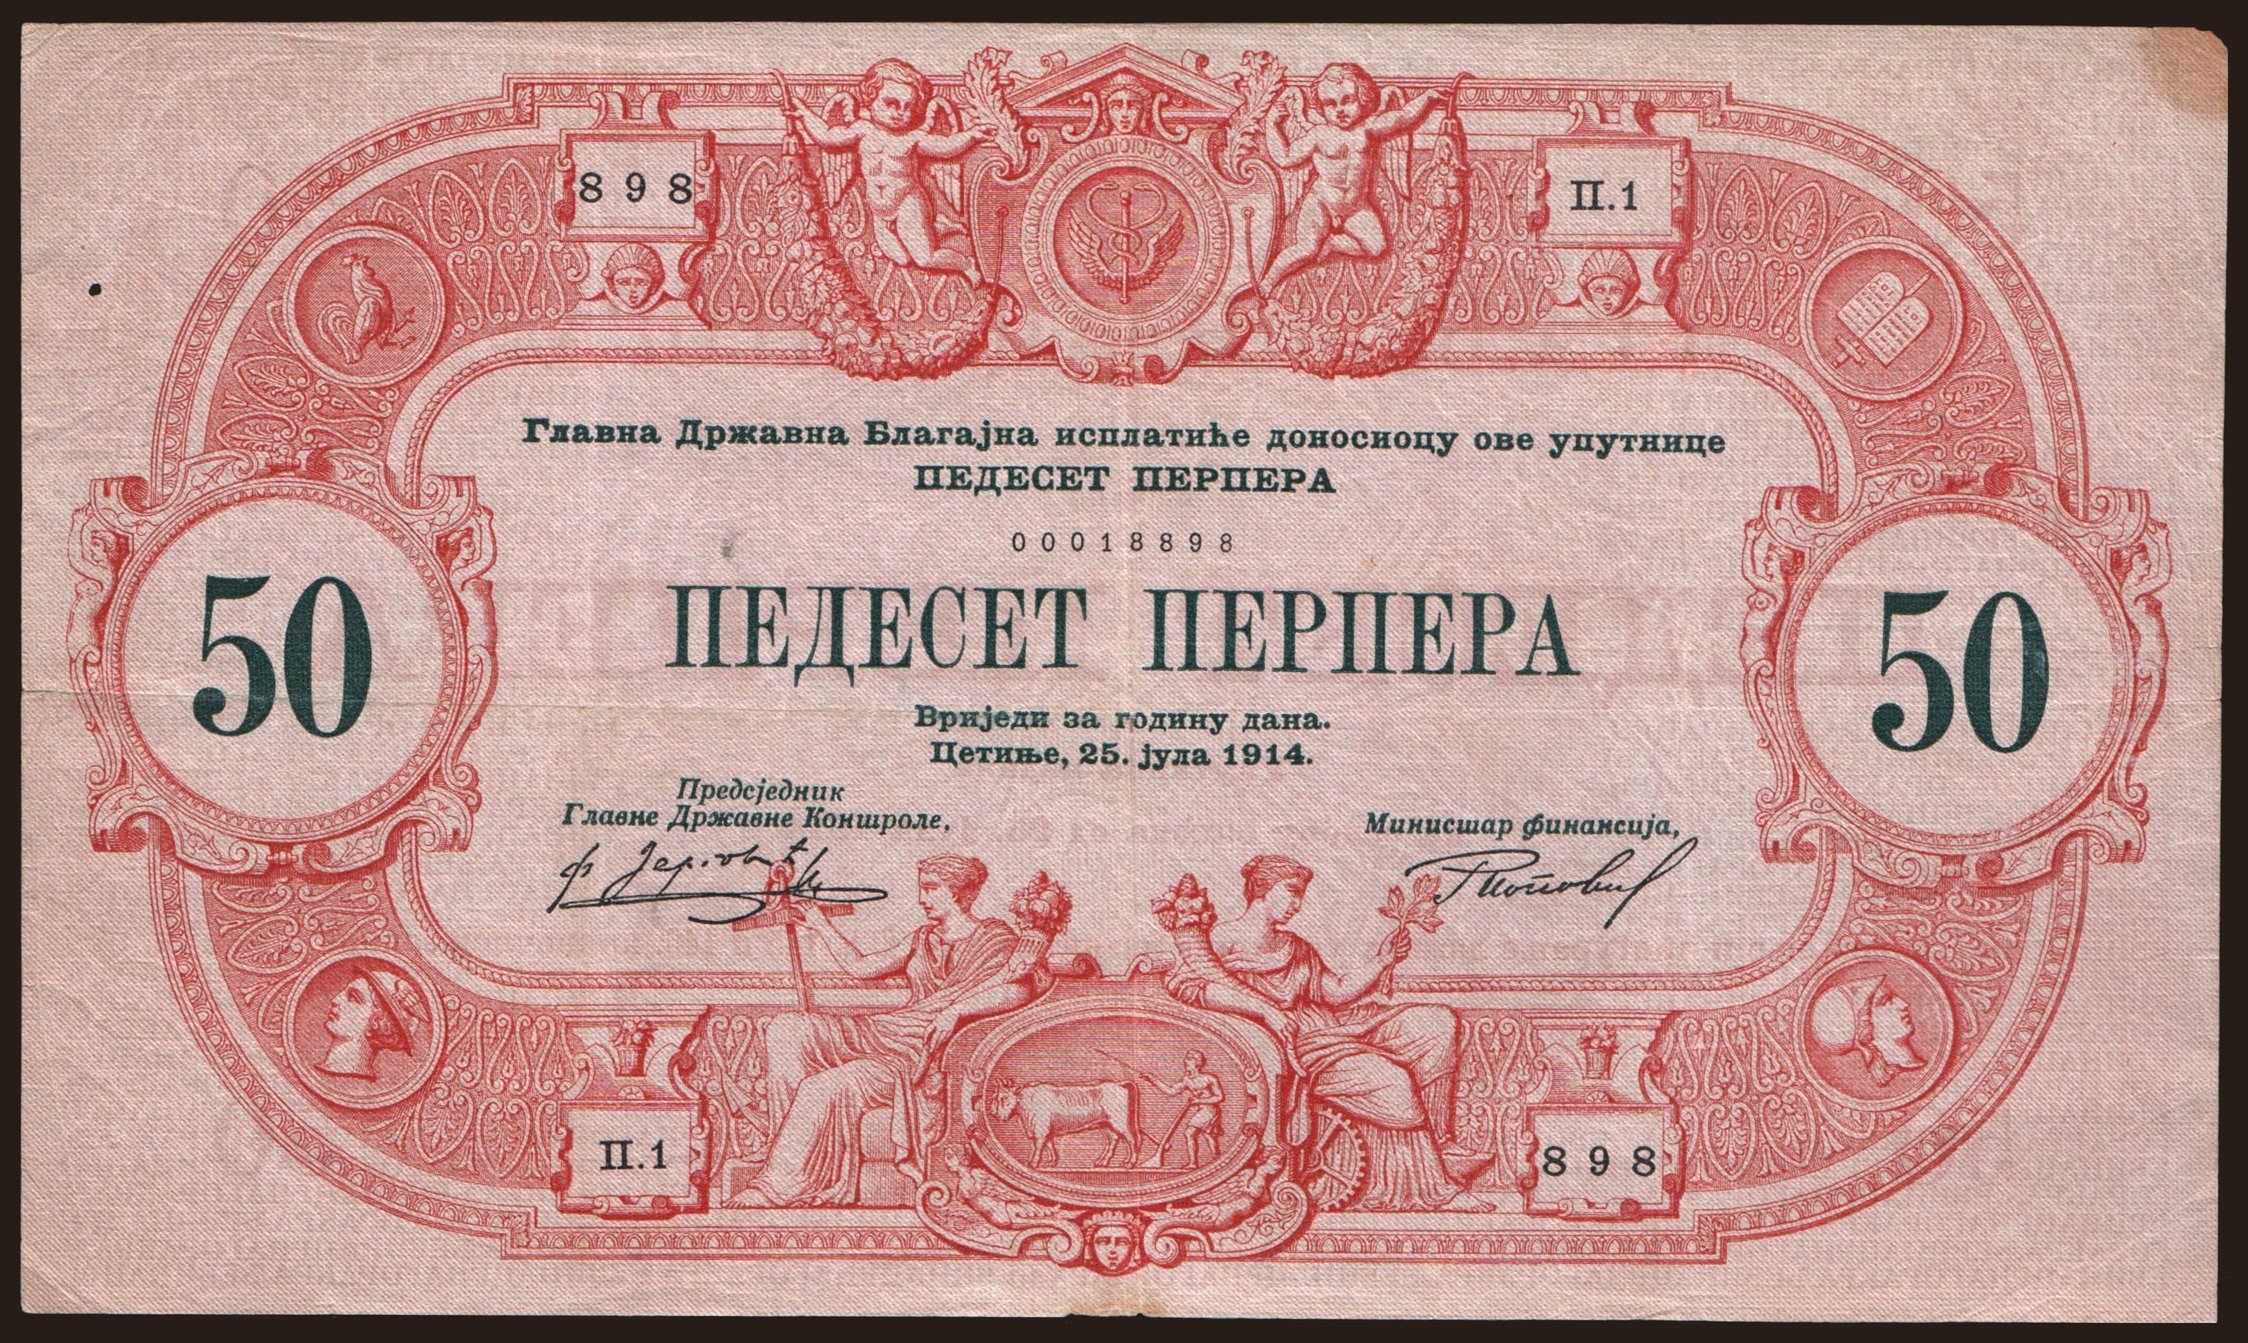 898
П.1
Главна Државна Благајна исплатиће доносиоцу ове упутнице
ПЕДЕСЕТ ПЕРПЕРА
00018898
50
ПЕДЕСЕТ ПЕРПЕРА
50
Вриједи за годину дана.
Цетиње, 25. јула 1914.
Предсједник
Главне Државне Контроле,
Министар финансија,
П.1
898